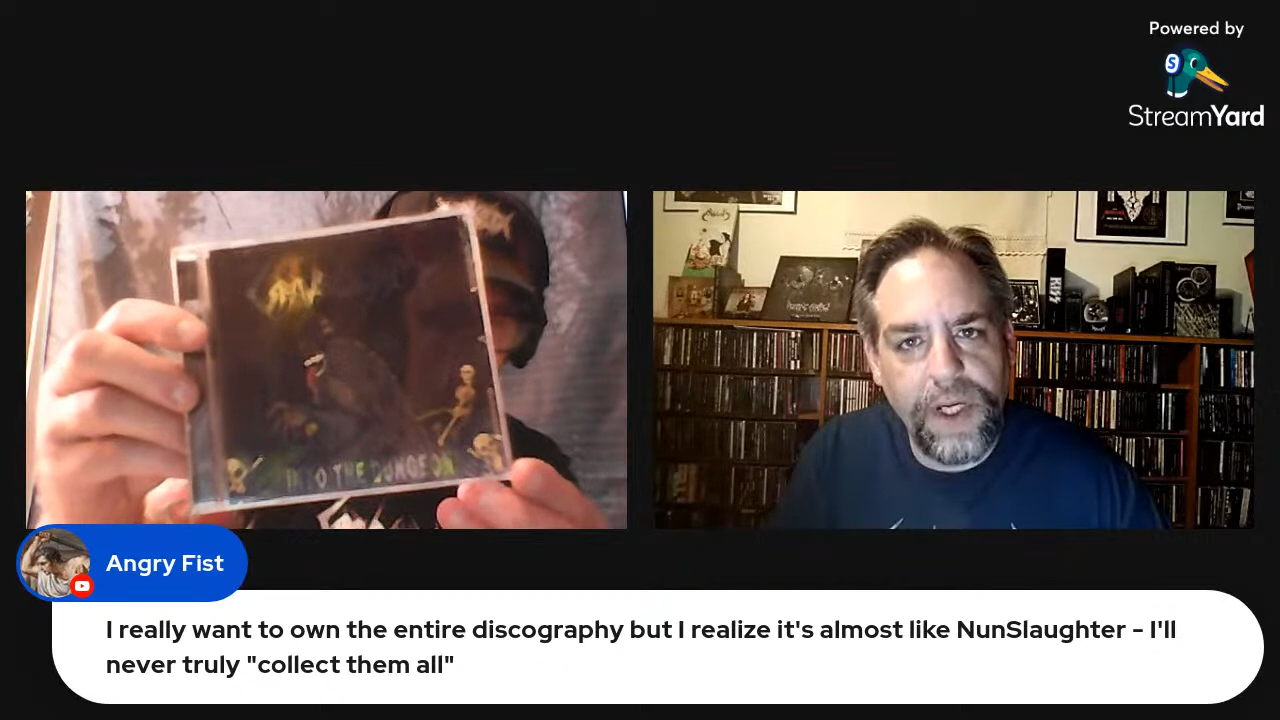 Powered by
StreamYard
KISS
INTO THE DUNGEON
Angry Fist
I really want to own the entire discography but I realize it's almost like NunSlaughter - I'll
never truly "collect them all"